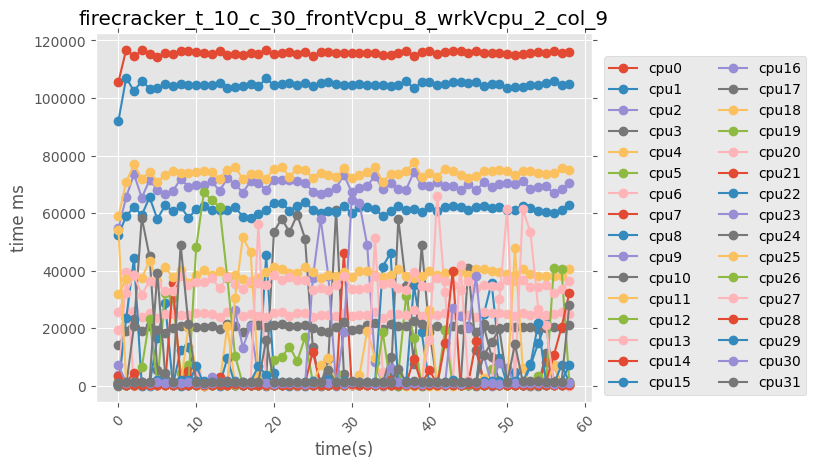 firecracker_t_10_c_30_frontVcpu_8_wrkVcpu_2_col_9
120000
100000
80000
60000
40000
20000
0
time ms
0
10
20
30
40
50
60
time(s)
cpu0
cpu1
cpu2
cpu3
cpu4
cpu5
cpu6
cpu7
cpu8
cpu9
cpu10
cpu11
cpu12
cpu13
cpu14
cpu15
cpu16
cpu17
cpu18
cpu19
cpu20
cpu21
cpu22
cpu23
cpu24
cpu25
cpu26
cpu27
cpu28
cpu29
cpu30
cpu31